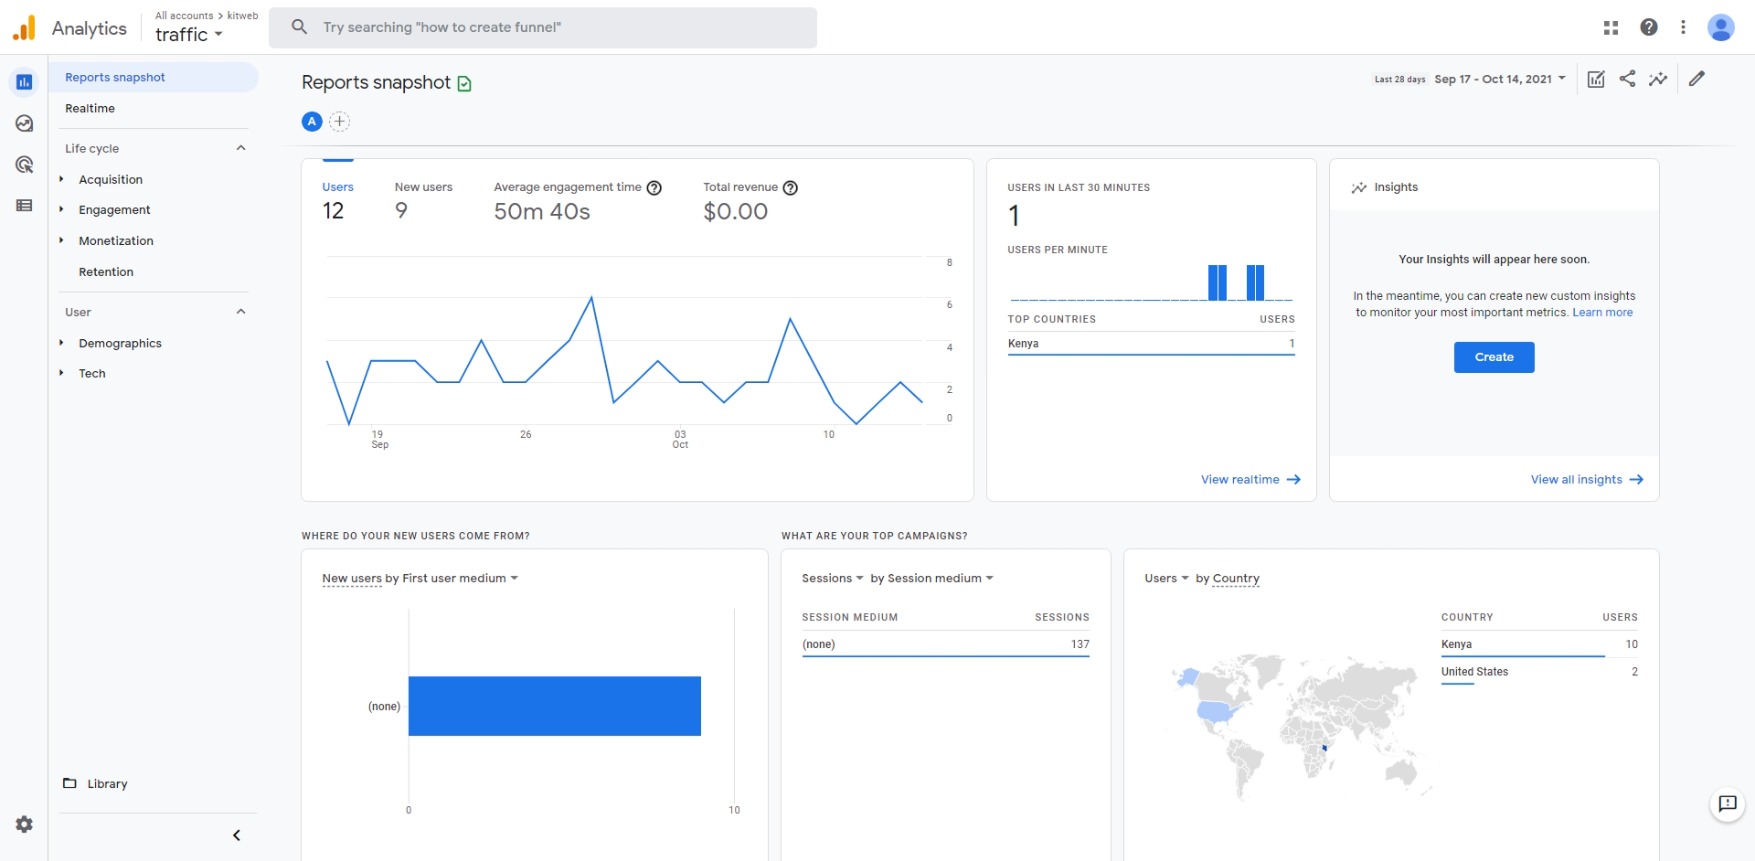 All accounts > kitweb
Analytics
traffic
Try searching "how to create funnel"
Reports snapshot
Realtime
Life cycle
Acquisition
Engagement
Monetization
Retention
User
Demographics
Tech
Library
Reports snapshot
Last 28 days Sep 17 - Oct 14, 2021
A
Users
12
New users
9
Average engagement time
50m 40s
Total revenue
$0.00
8
6
4
2
0
19
Sep
26
03
Oct
10
USERS IN LAST 30 MINUTES
1
USERS PER MINUTE
TOP COUNTRIES USERS
Kenya 1
View realtime
Insights
Your Insights will appear here soon.
In the meantime, you can create new custom insights
to monitor your most important metrics. Learn more
Create
View all insights
WHERE DO YOUR NEW USERS COME FROM?
New users by First user medium
(none)
0 10
WHAT ARE YOUR TOP CAMPAIGNS?
Sessions by Session medium
SESSION MEDIUM SESSIONS
(none) 137
Users by Country
COUNTRY USERS
Kenya 10
United States 2